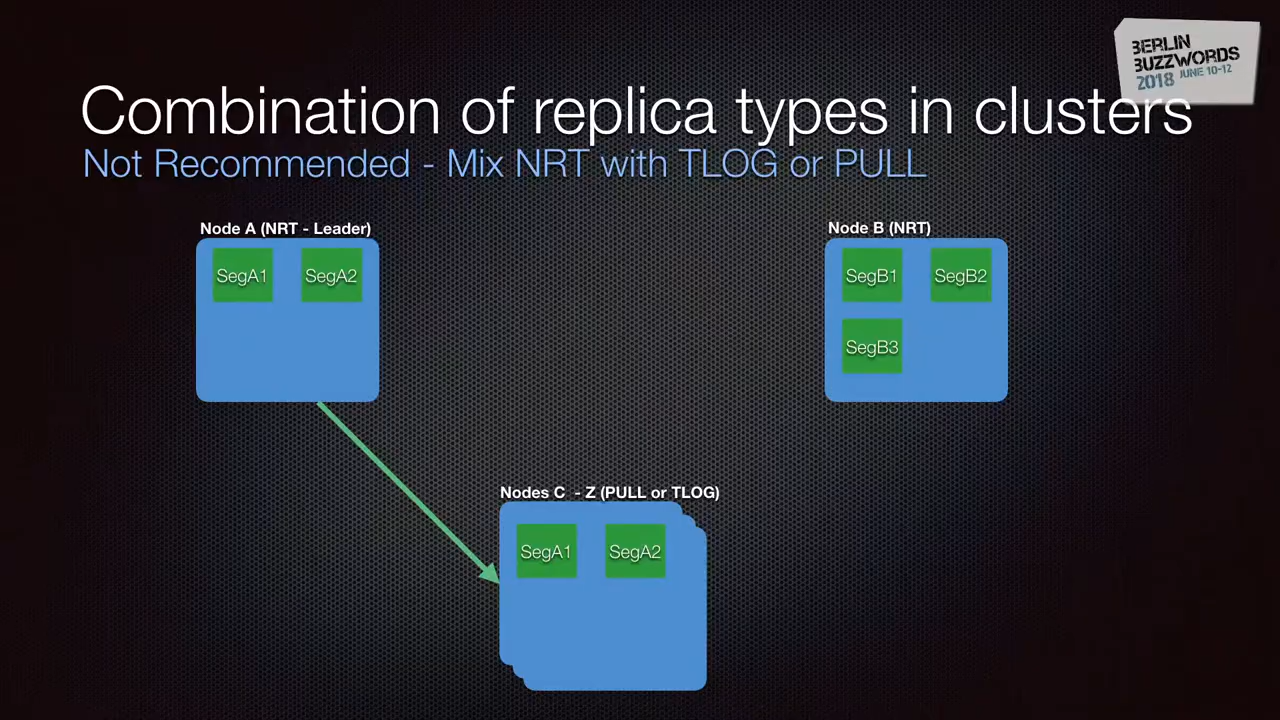 BERLIN
BUZZWORDS
2018 JUNE 10-12
Combination of replica types in clusters
Not Recommended - Mix NRT with TLOG or PULL
Node A (NRT - Leader)
SegA1 SegA2
Node B (NRT)
SegB1 SegB2
SegB3
Nodes C - Z (PULL or TLOG)
SegA1 SegA2